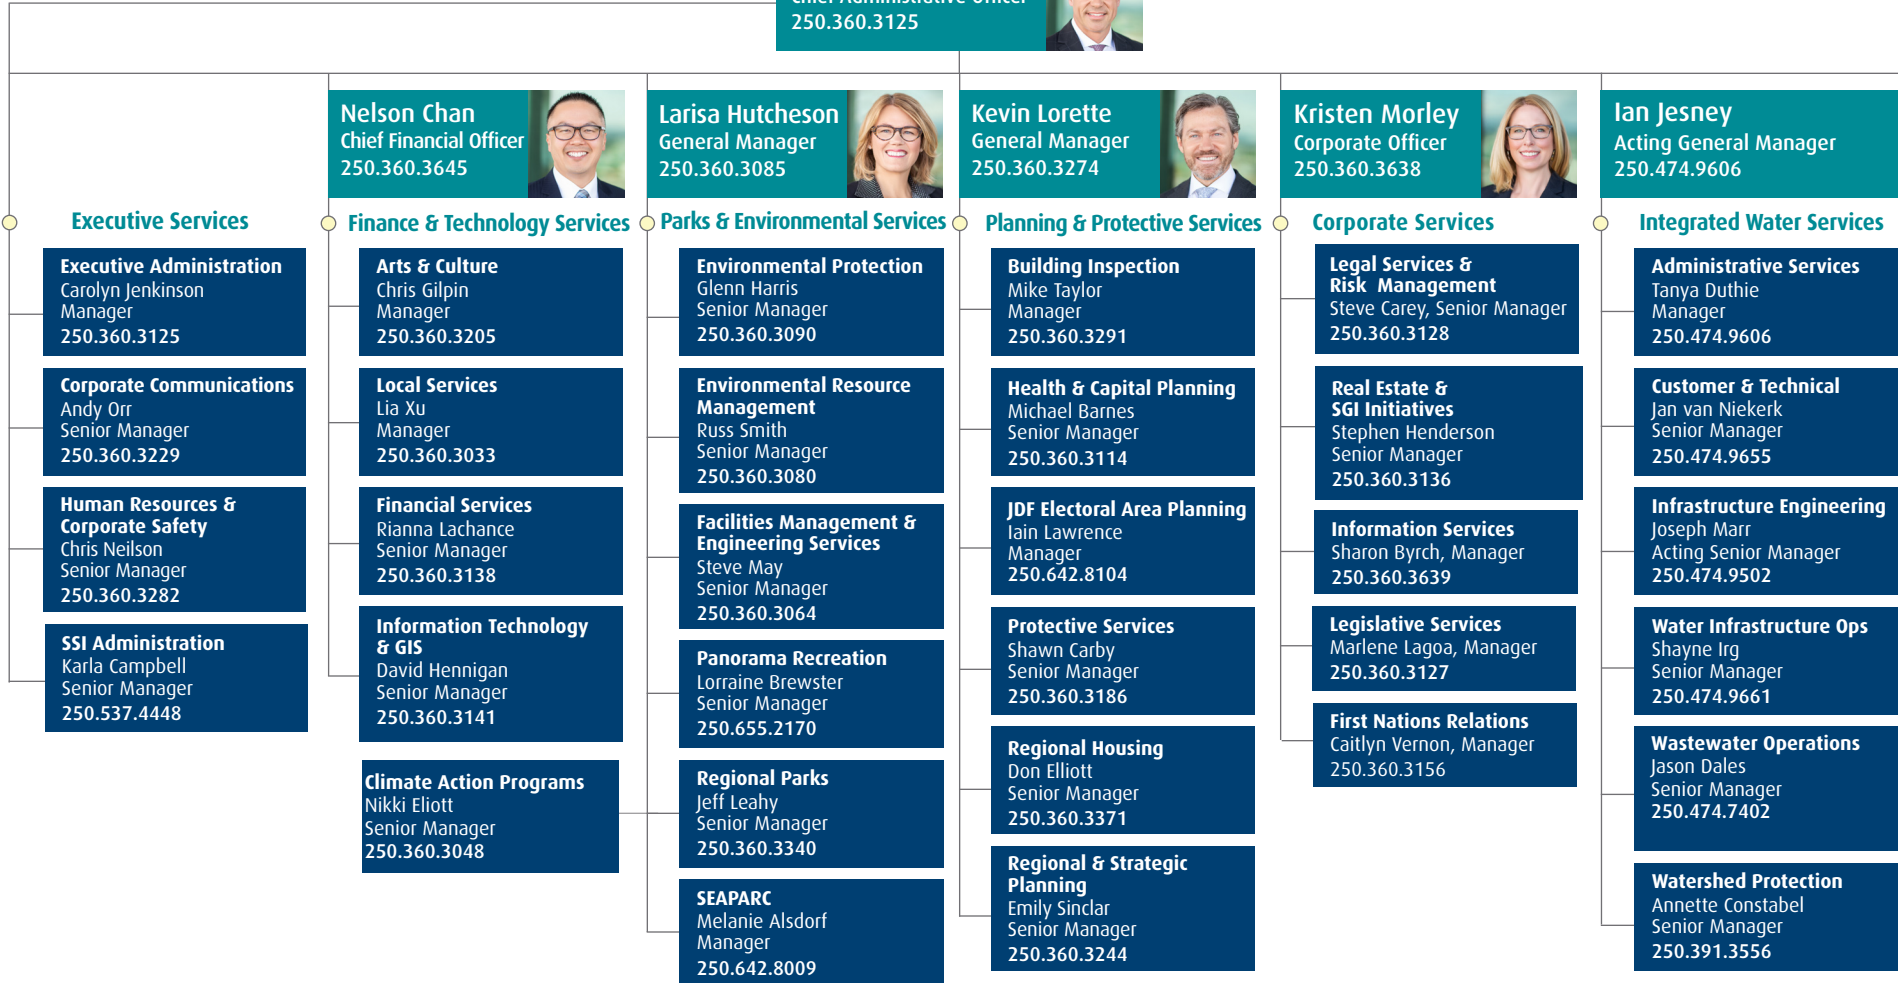 Chief Administrative Officer
250.360.3125
Nelson Chan
Chief Financial Officer
250.360.3645
Larisa Hutcheson
General Manager
250.360.3085
Kevin Lorette
General Manager
250.360.3274
Kristen Morley
Corporate Officer
250.360.3638
Ian Jesney
Acting General Manager
250.474.9606
Executive Services
Executive Administration
Carolyn Jenkinson
Manager
250.360.3125
Corporate Communications
Andy Orr
Senior Manager
250.360.3229
Human Resources &
Corporate Safety
Chris Neilson
Senior Manager
250.360.3282
SSI Administration
Karla Campbell
Senior Manager
250.537.4448
Finance & Technology Services
Arts & Culture
Chris Gilpin
Manager
250.360.3205
Local Services
Lia Xu
Manager
250.360.3033
Financial Services
Rianna Lachance
Senior Manager
250.360.3138
Information Technology
& GIS
David Hennigan
Senior Manager
250.360.3141
Climate Action Programs
Nikki Eliott
Senior Manager
250.360.3048
Parks & Environmental Services
Environmental Protection
Glenn Harris
Senior Manager
250.360.3090
Environmental Resource
Management
Russ Smith
Senior Manager
250.360.3080
Facilities Management &
Engineering Services
Steve May
Senior Manager
250.360.3064
Panorama Recreation
Lorraine Brewster
Senior Manager
250.655.2170
Regional Parks
Jeff Leahy
Senior Manager
250.360.3340
SEAPARC
Melanie Alsdorf
Manager
250.642.8009
Planning & Protective Services
Building Inspection
Mike Taylor
Manager
250.360.3291
Health & Capital Planning
Michael Barnes
Senior Manager
250.360.3114
JDF Electoral Area Planning
Iain Lawrence
Manager
250.642.8104
Protective Services
Shawn Carby
Senior Manager
250.360.3186
Regional Housing
Don Elliott
Senior Manager
250.360.3371
Regional & Strategic
Planning
Emily Sinclar
Senior Manager
250.360.3244
Corporate Services
Legal Services &
Risk Management
Steve Carey, Senior Manager
250.360.3128
Real Estate &
SGI Initiatives
Stephen Henderson
Senior Manager
250.360.3136
Information Services
Sharon Byrch, Manager
250.360.3639
Legislative Services
Marlene Lagoa, Manager
250.360.3127
First Nations Relations
Caitlyn Vernon, Manager
250.360.3156
Integrated Water Services
Administrative Services
Tanya Duthie
Manager
250.474.9606
Customer & Technical
Jan van Niekerk
Senior Manager
250.474.9655
Infrastructure Engineering
Joseph Marr
Acting Senior Manager
250.474.9502
Water Infrastructure Ops
Shayne Irg
Senior Manager
250.474.9661
Wastewater Operations
Jason Dales
Senior Manager
250.474.7402
Watershed Protection
Annette Constabel
Senior Manager
250.391.3556